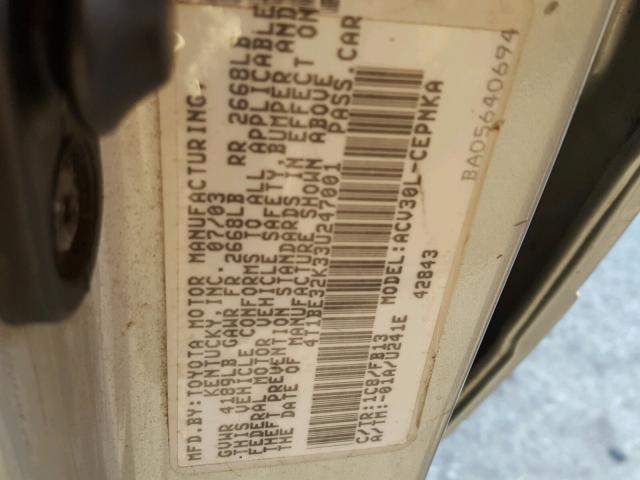 MFD.BY:TOYOTA MOTOR MANUFACTURING,
KENTUCKY,INC. 07/03
GVWR 4189LB GAWR FR 2668LB RR 2668LB
THIS VEHICLE CONFORMS TO ALL APPLICABLE
FEDERAL MOTOR VEHICLE SAFETY,BUMPER,AND
THEFT PREVENTION STANDARDS IN EFFECT ON
THE DATE OF MANUFACTURE SHOWN ABOVE
4T1BE32K33U247001 PASS.CAR
C/TR:1C8/FB13 MODEL:ACV30L-CEPNKA
A/TR:-01A/U241E 42843
BA05640694